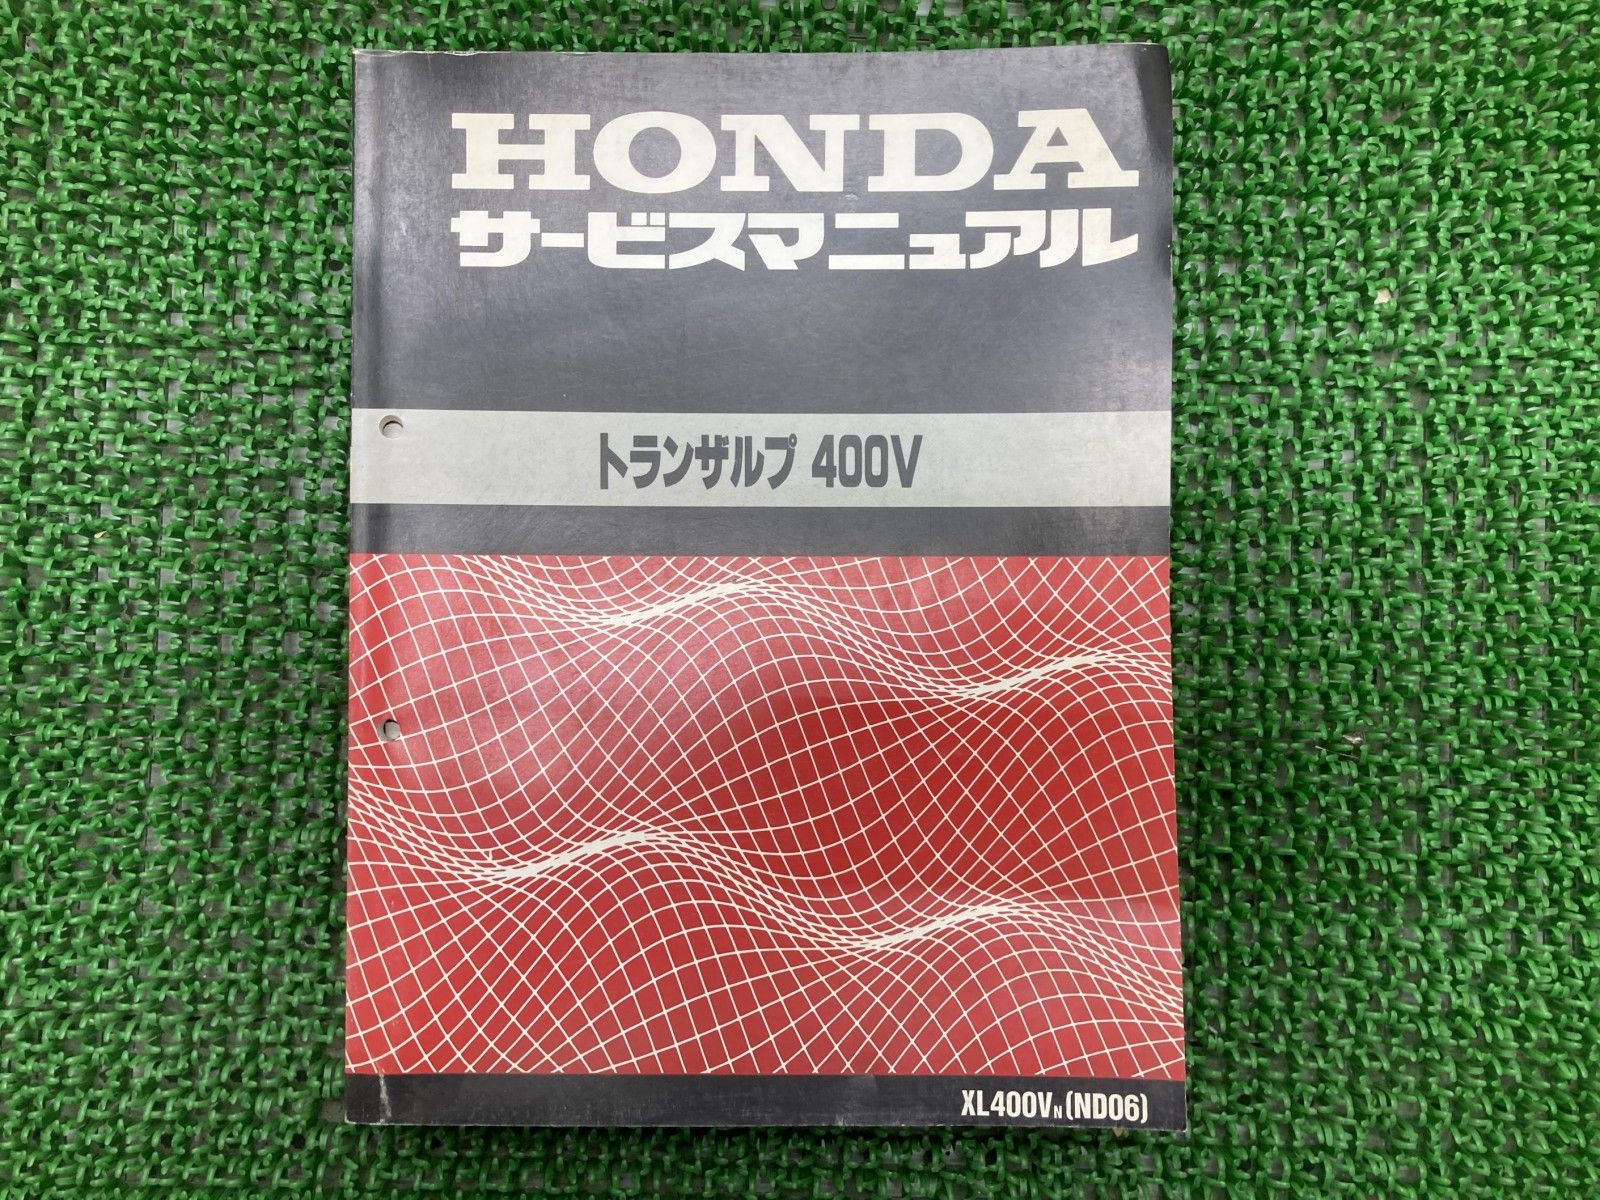 HONDA
サービスマニュアル
トランザルプ 400V
XL400VN (ND06)